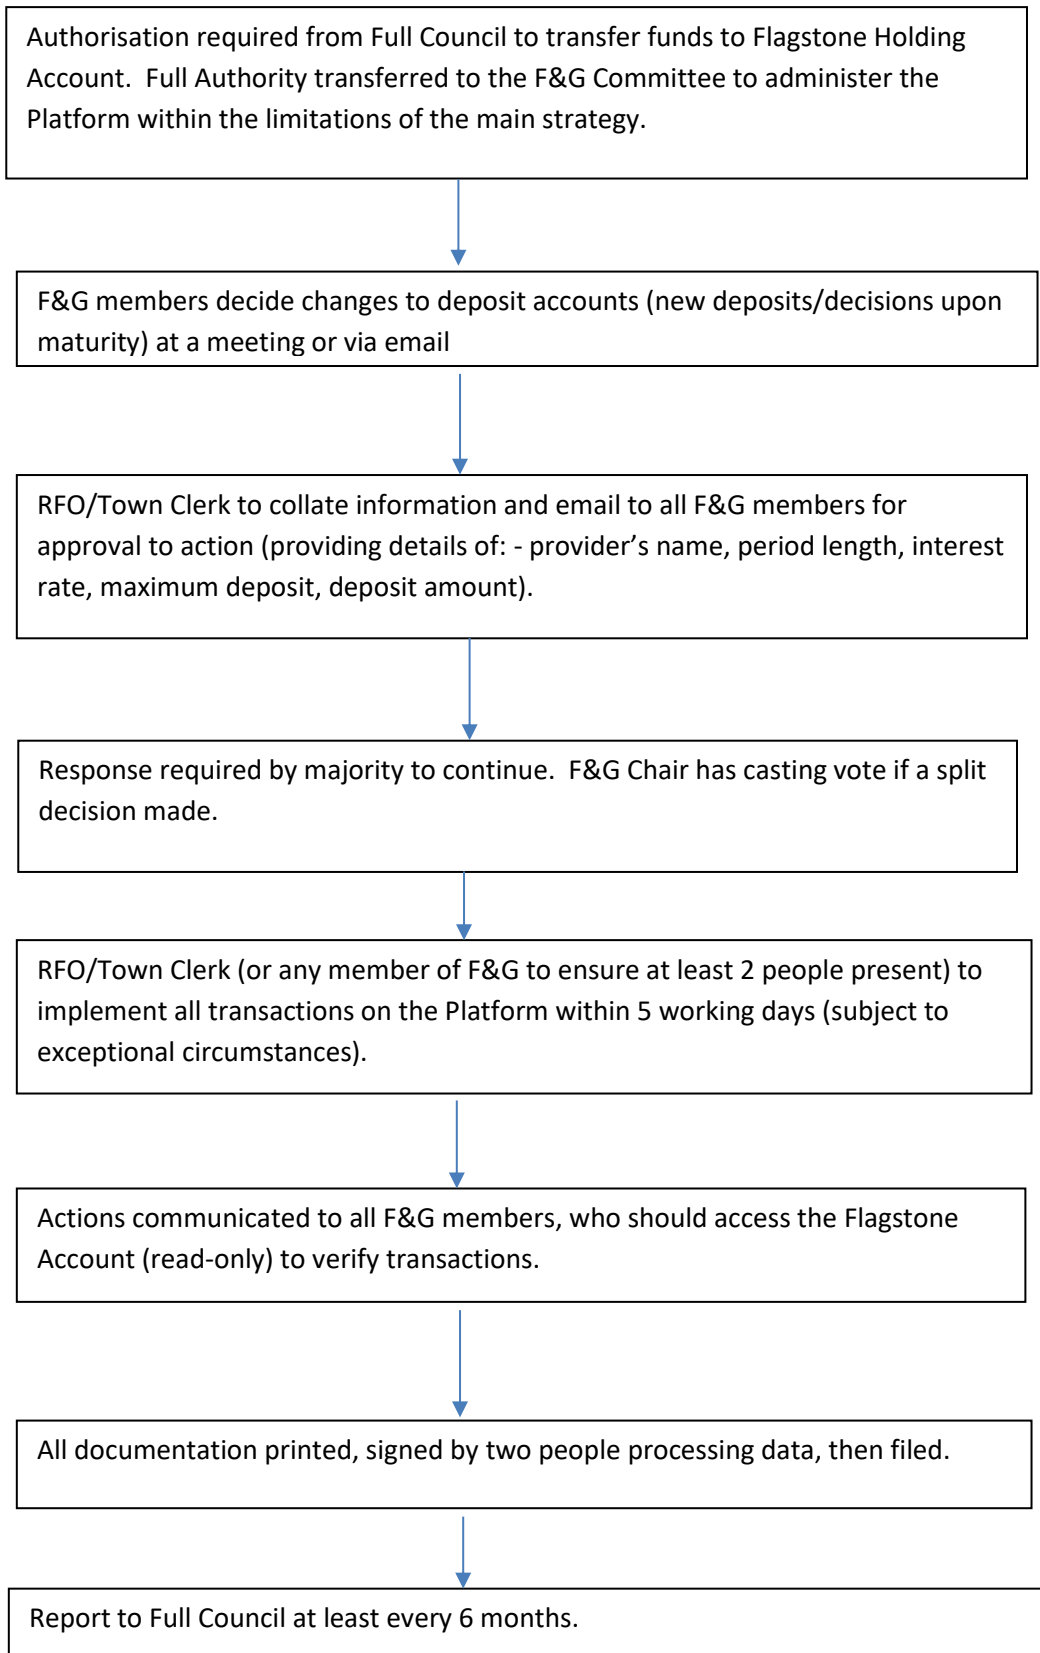 Authorisation required from Full Council to transfer funds to Flagstone Holding
Account.  Full Authority transferred to the F&G Committee to administer the
Platform within the limitations of the main strategy.
F&G members decide changes to deposit accounts (new deposits/decisions upon
maturity) at a meeting or via email
RFO/Town Clerk to collate information and email to all F&G members for
approval to action (providing details of: - provider’s name, period length, interest
rate, maximum deposit, deposit amount).
Response required by majority to continue.  F&G Chair has casting vote if a split
decision made.
RFO/Town Clerk (or any member of F&G to ensure at least 2 people present) to
implement all transactions on the Platform within 5 working days (subject to
exceptional circumstances).
Actions communicated to all F&G members, who should access the Flagstone
Account (read-only) to verify transactions.
All documentation printed, signed by two people processing data, then filed.
Report to Full Council at least every 6 months.